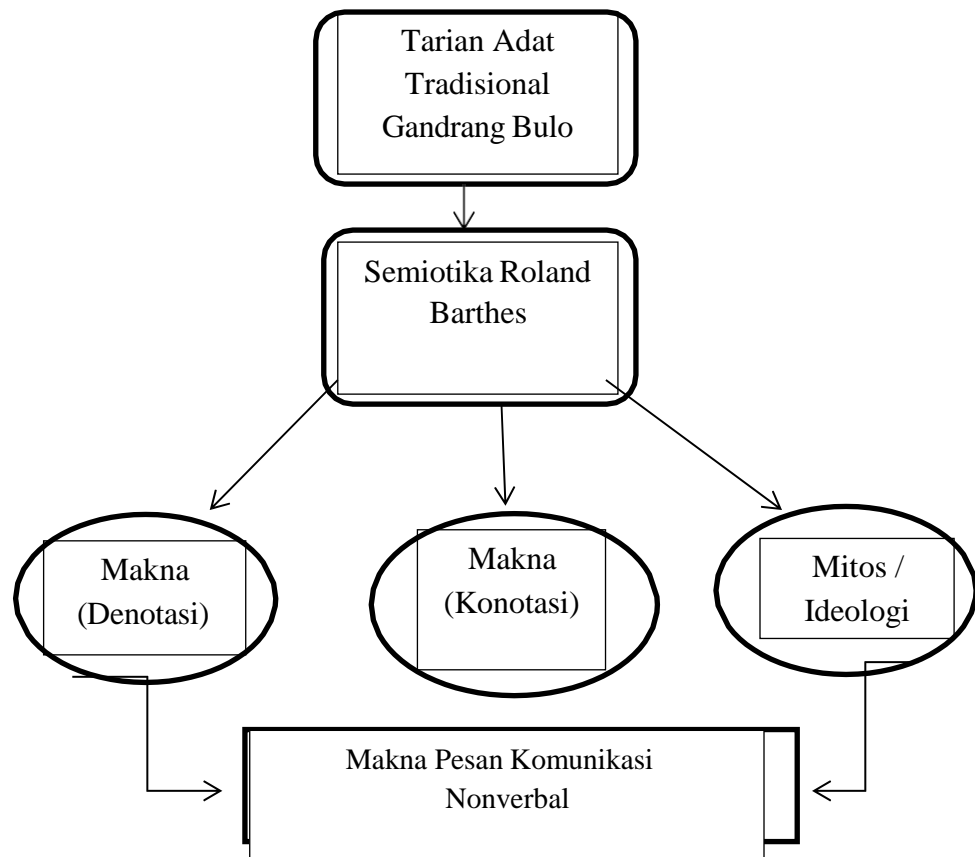 Tarian Adat
Tradisional
Gandrang Bulo
Semiotika Roland
Barthes
Makna
(Denotasi)
Makna
(Konotasi)
Mitos /
Ideologi
Makna Pesan Komunikasi
Nonverbal